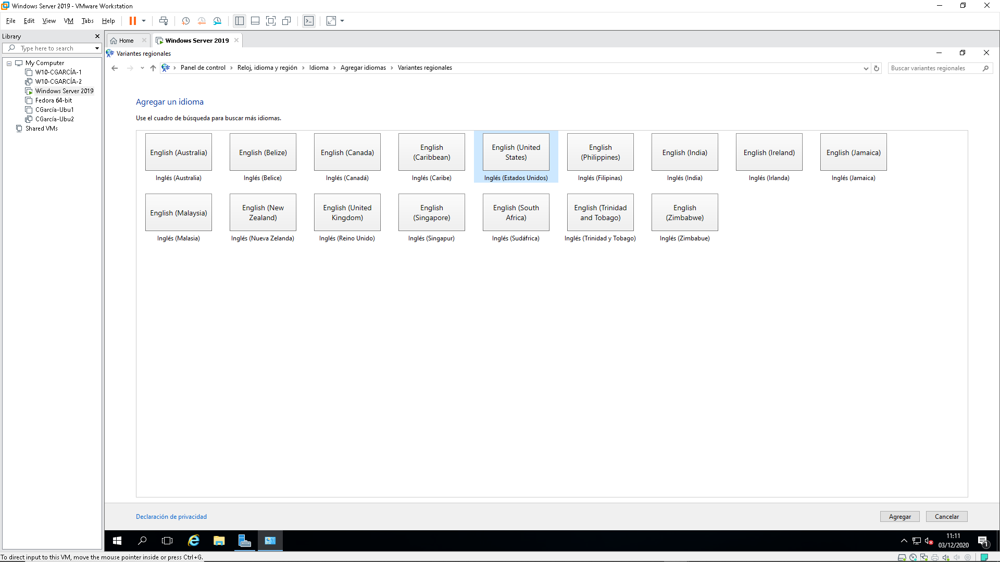 Windows Server 2019 - VMware Workstation
File Edit View VM Tabs Help
Library
Type here to search
My Computer
W10-CGARCÍA-1
W10-CGARCÍA-2
Windows Server 2019
Fedora 64-bit
CGarcía-Ubu1
CGarcía-Ubu2
Shared VMs
Home Windows Server 2019
Variantes regionales
Panel de control Reloj, idioma y región Idioma Agregar idiomas Variantes regionales
Buscar variantes regionales
Agregar un idioma
Use el cuadro de búsqueda para buscar más idiomas.
English (Australia)
Inglés (Australia)
English (Belize)
Inglés (Belice)
English (Canada)
Inglés (Canadá)
English
(Caribbean)
Inglés (Caribe)
English (United
States)
Inglés (Estados Unidos)
English
(Philippines)
Inglés (Filipinas)
English (India)
Inglés (India)
English (Ireland)
Inglés (Irlanda)
English (Jamaica)
Inglés (Jamaica)
English (Malaysia)
Inglés (Malasia)
English (New
Zealand)
Inglés (Nueva Zelanda)
English (United
Kingdom)
Inglés (Reino Unido)
English
(Singapore)
Inglés (Singapur)
English (South
Africa)
Inglés (Sudáfrica)
English (Trinidad
and Tobago)
Inglés (Trinidad y Tobago)
English
(Zimbabwe)
Inglés (Zimbabue)
Declaración de privacidad
Agregar
Cancelar
11:11
03/12/2020
1
To direct input to this VM, move the mouse pointer inside or press Ctrl+G.